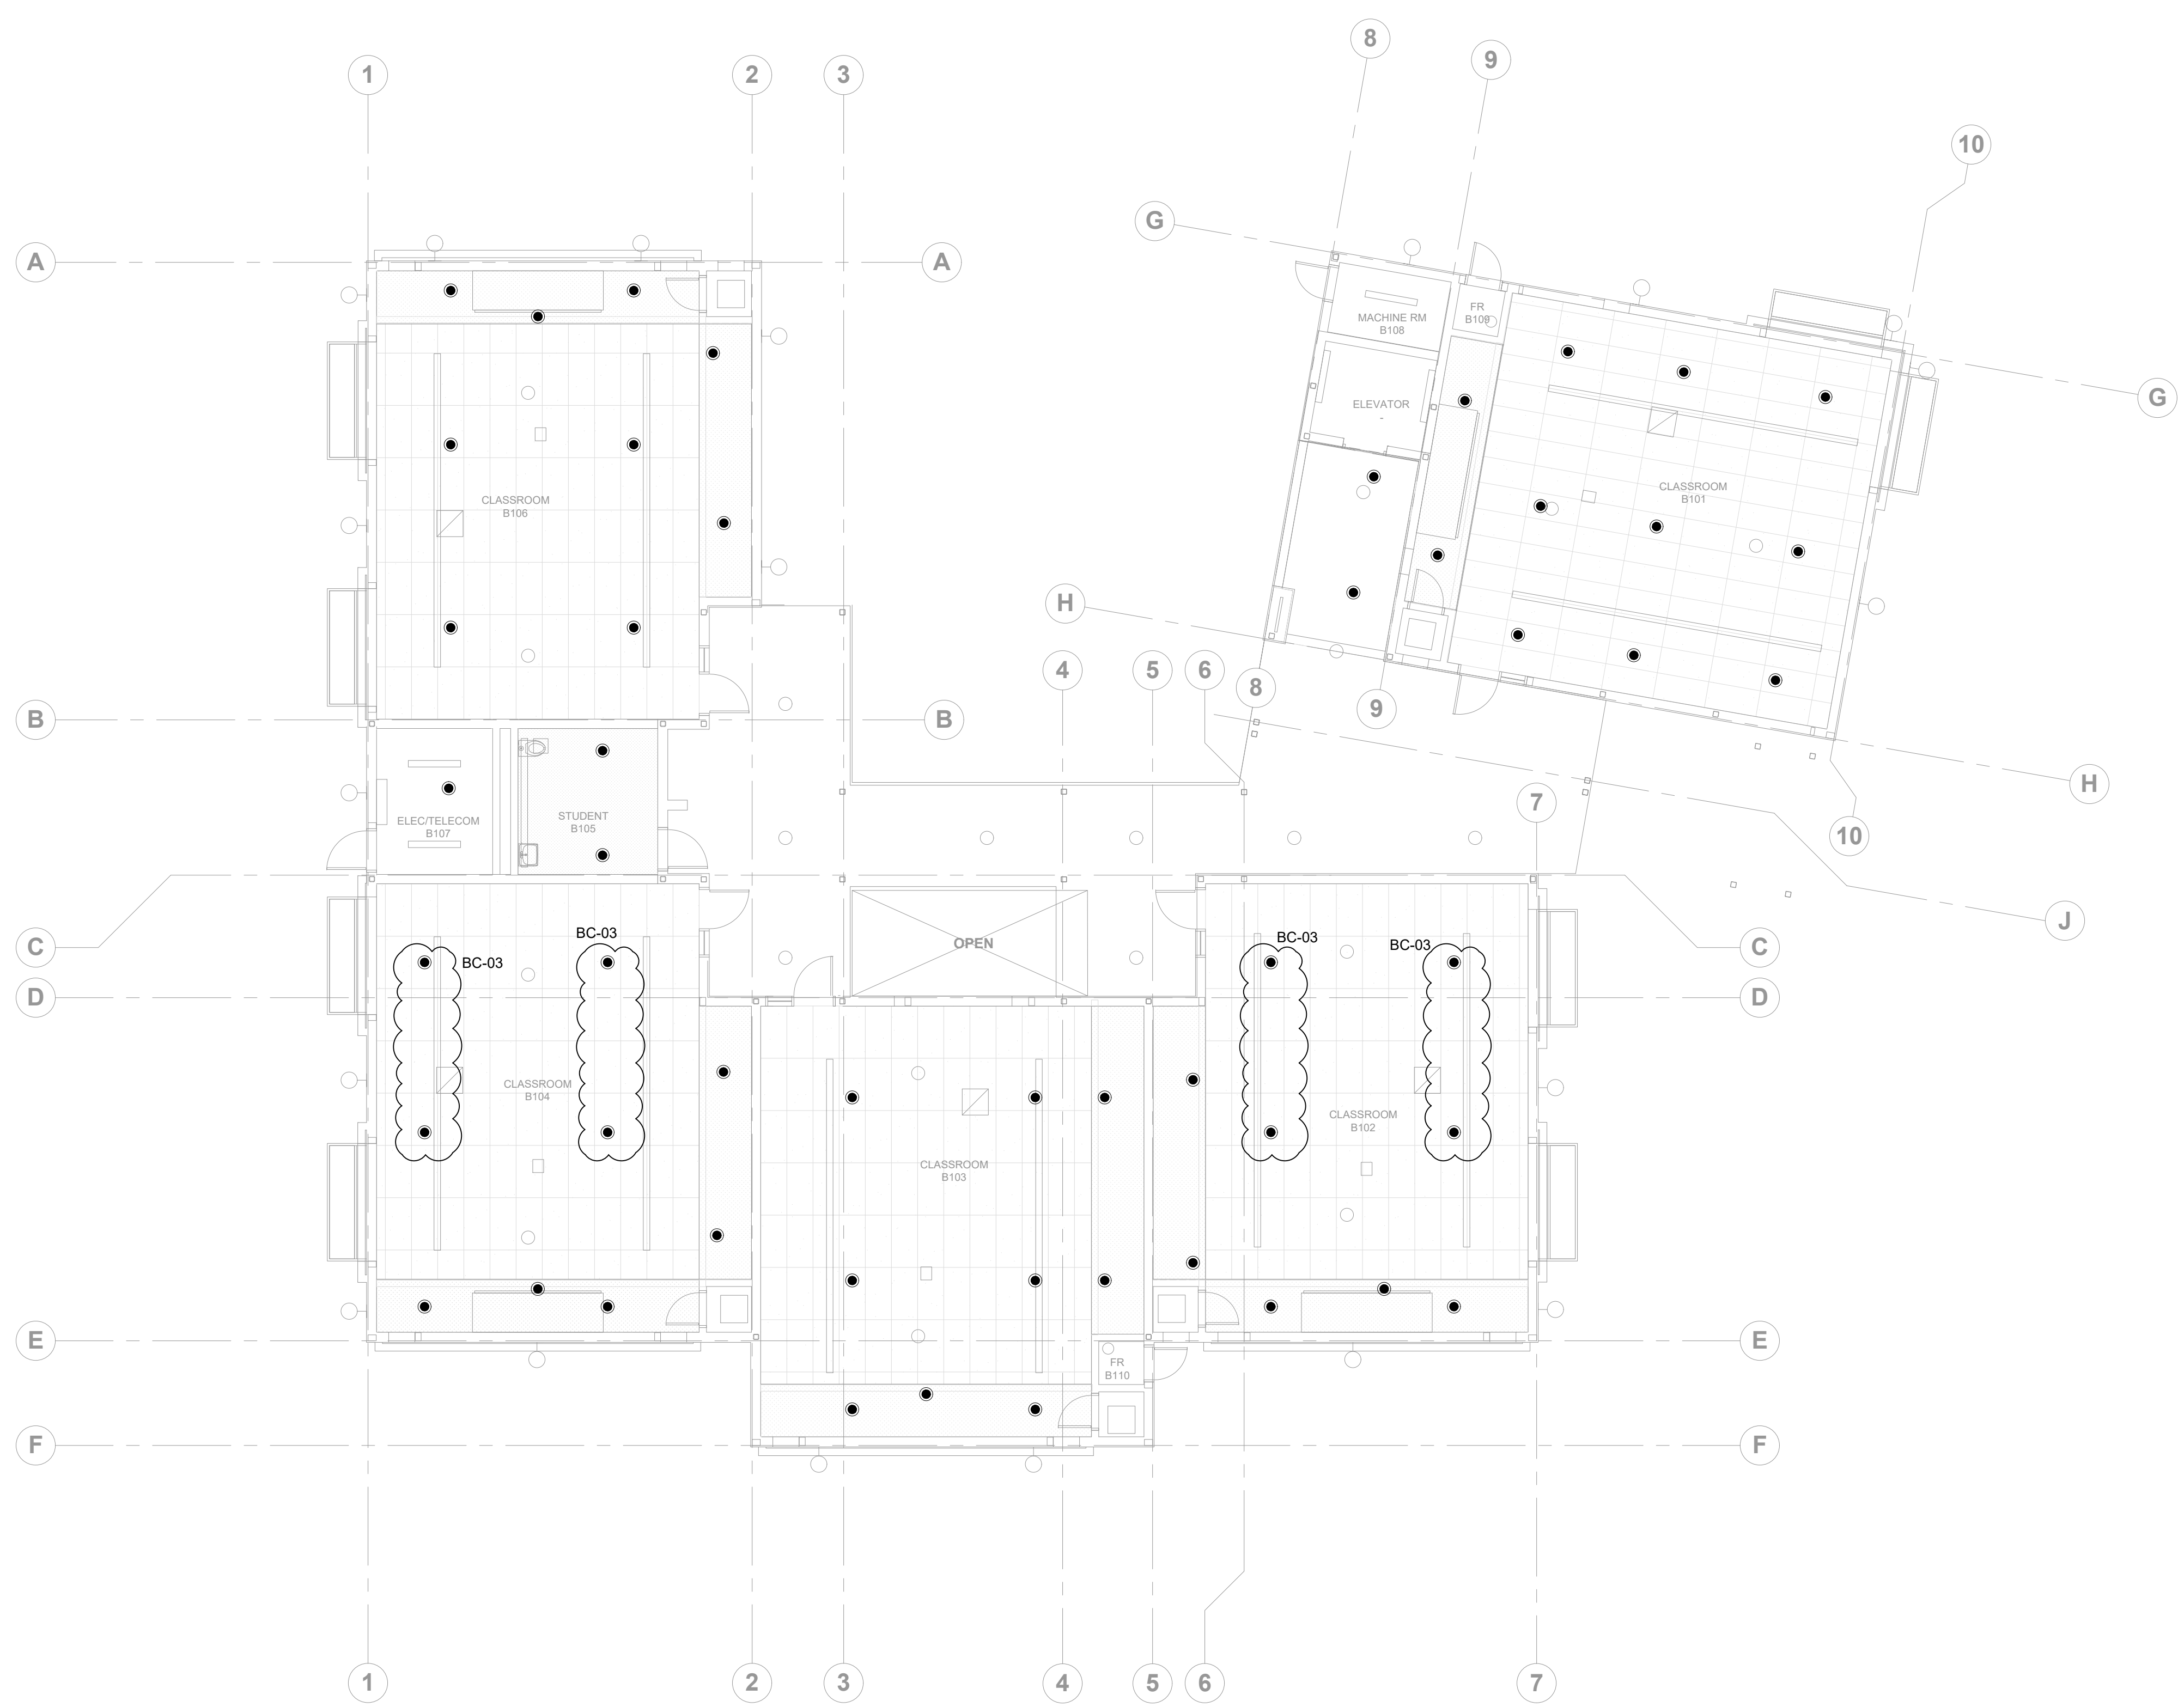 8
9
1
2
3
10
G
A
A
FR
B109
MACHINE RM
B108
G
ELEVATOR
-
CLASSROOM
B101
CLASSROOM
B106
H
4
5
6
8
9
B
B
H
7
STUDENT
B105
ELEC/TELECOM
B107
10
J
BC-03
BC-03
BC-03
BC-03
C
OPEN
C
D
D
CLASSROOM
B104
CLASSROOM
B102
CLASSROOM
B103
E
E
FR
B110
F
F
1
2
3
4
5
6
7